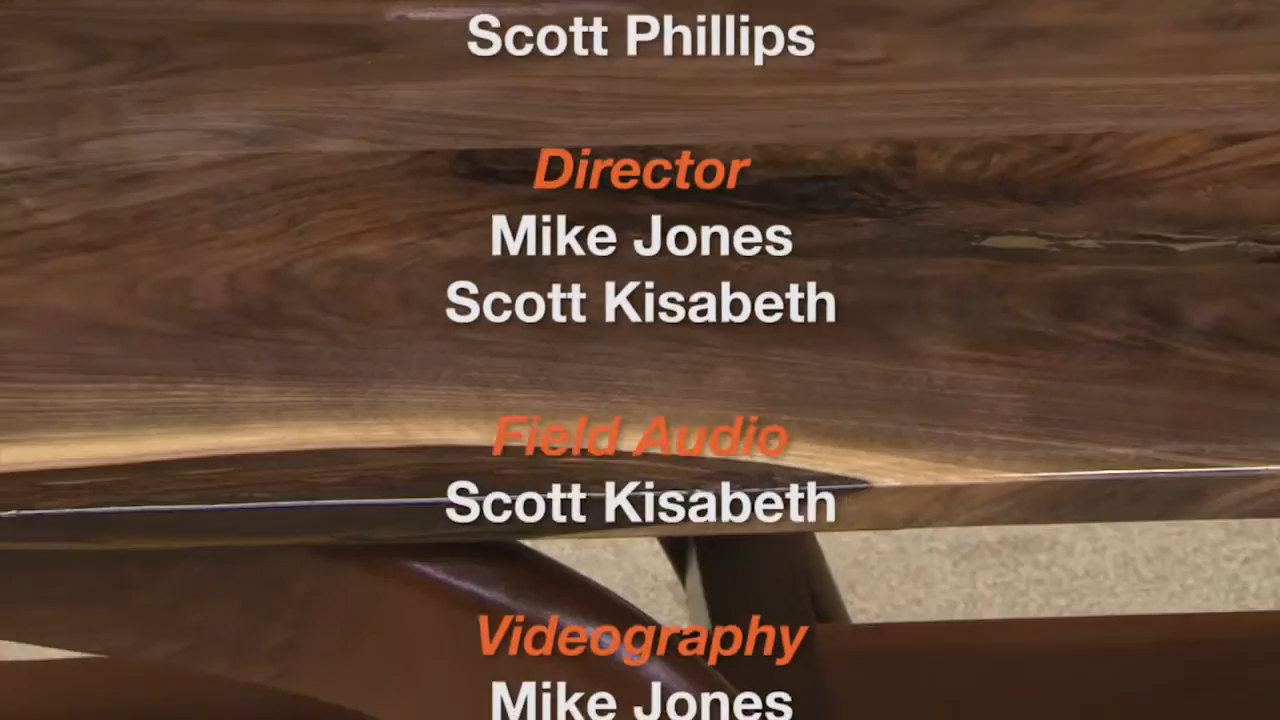 Scott Phillips
Director
Mike Jones
Scott Kisabeth
Field Audio
Scott Kisabeth
Videography
Mike Jones